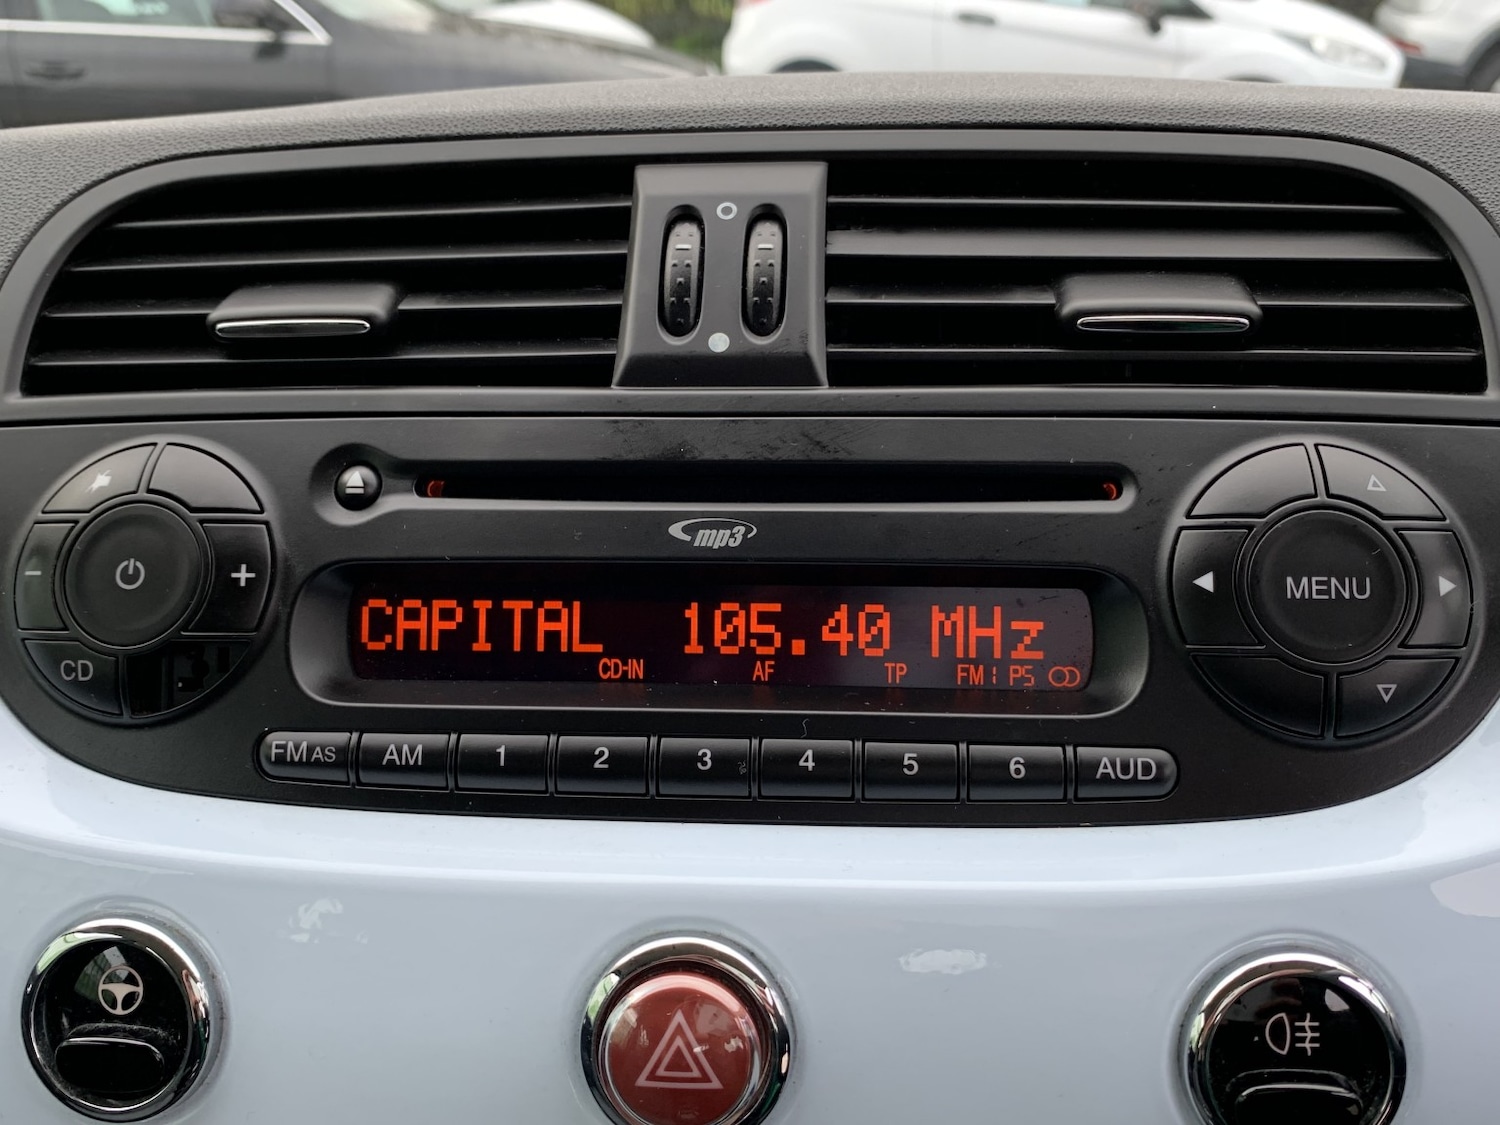 mp3
CAPITAL 105.40 MHz
CD-IN AF TP FM1 PS
- +
CD
MENU
FM AS AM 1 2 3 4 5 6 AUD